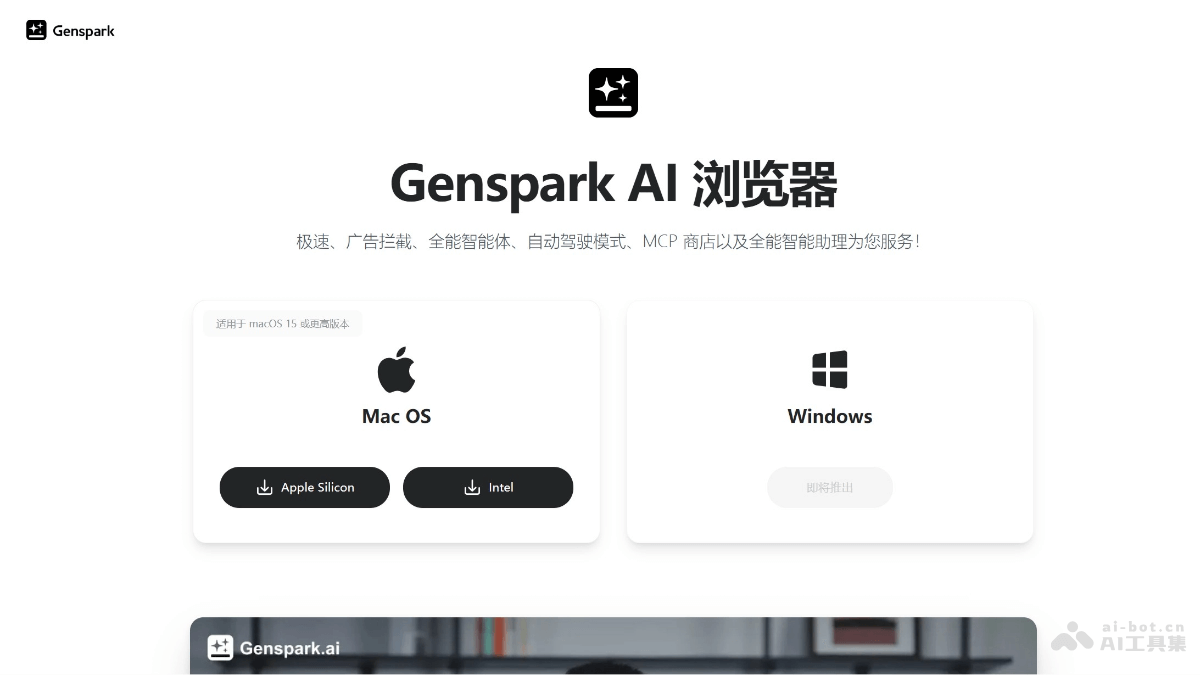 Genspark
Genspark AI 浏览器
极速、广告拦截、全能智能体、自动驾驶模式、MCP 商店以及全能智能助理为您服务！
适用于 macOS 15 或更高版本
Mac OS
Windows
Apple Silicon
Intel
即将推出
Genspark.ai
ai-bot.cn
AI工具集